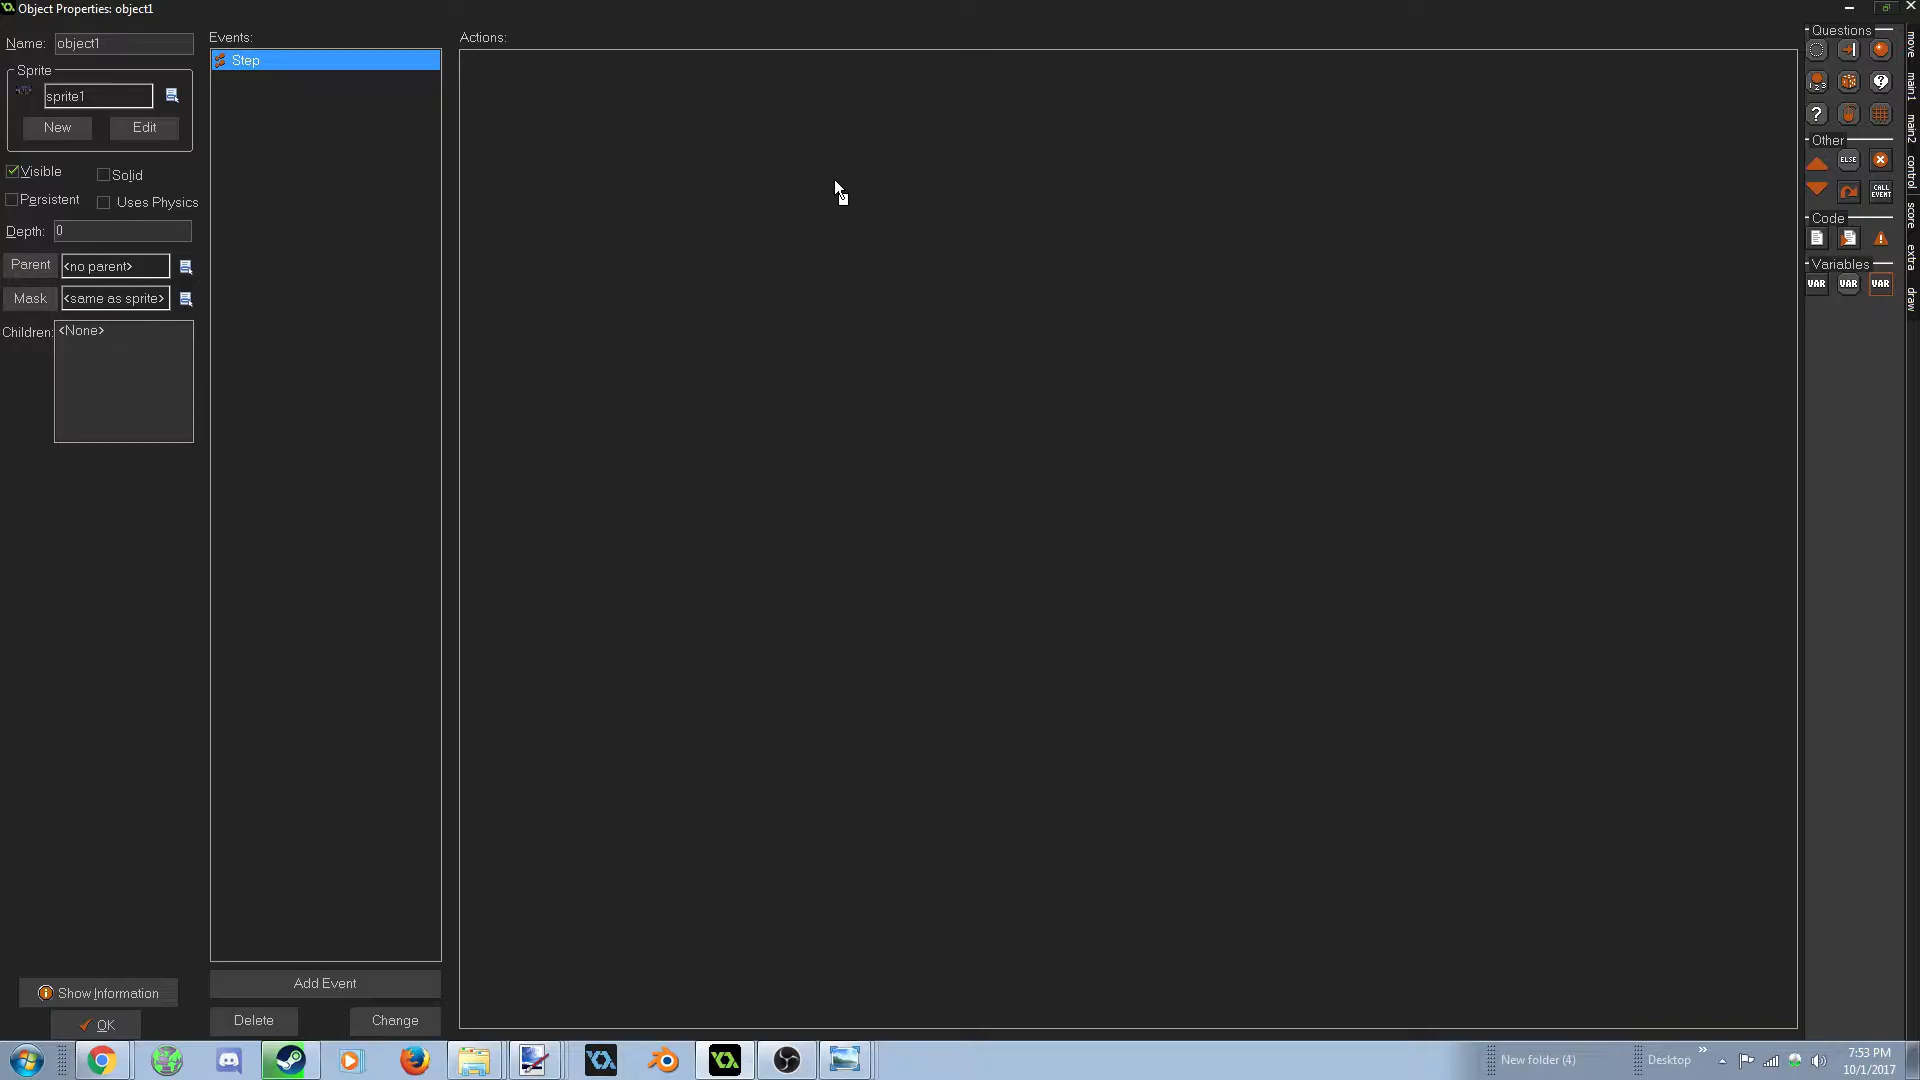 Object Properties: object1
Name: object1
Sprite
sprite1
New Edit
Visible Solid
Persistent Uses Physics
Depth: 0
Parent <no parent>
Mask <same as sprite>
Children: <None>
Show Information
OK
Events:
Step
Add Event
Delete Change
Actions:
Questions
1 2 3
?
?
Other
ELSE
CALL EVENT
Code
Variables
VAR VAR VAR
move
main1
main2
control
score
extra
draw
New folder (4)
Desktop
7:53 PM
10/1/2017